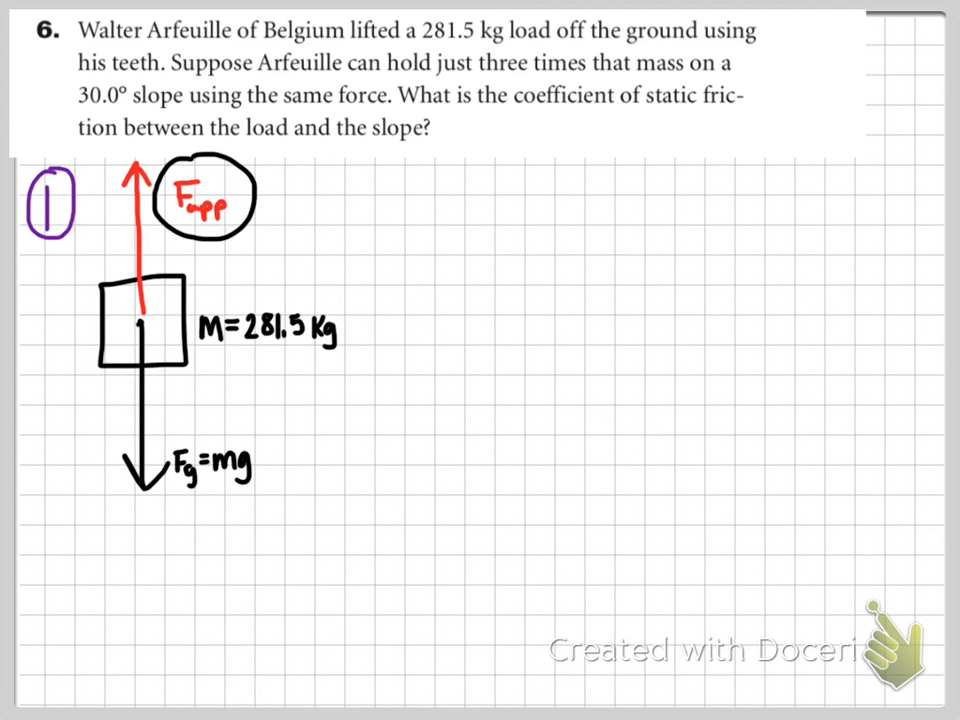 6. Walter Arfeuille of Belgium lifted a 281.5 kg load off the ground using
his teeth. Suppose Arfeuille can hold just three times that mass on a
30.0° slope using the same force. What is the coefficient of static fric-
tion between the load and the slope?
1
Fapp
M=281.5 Kg
Fg=mg
Created with Doceri